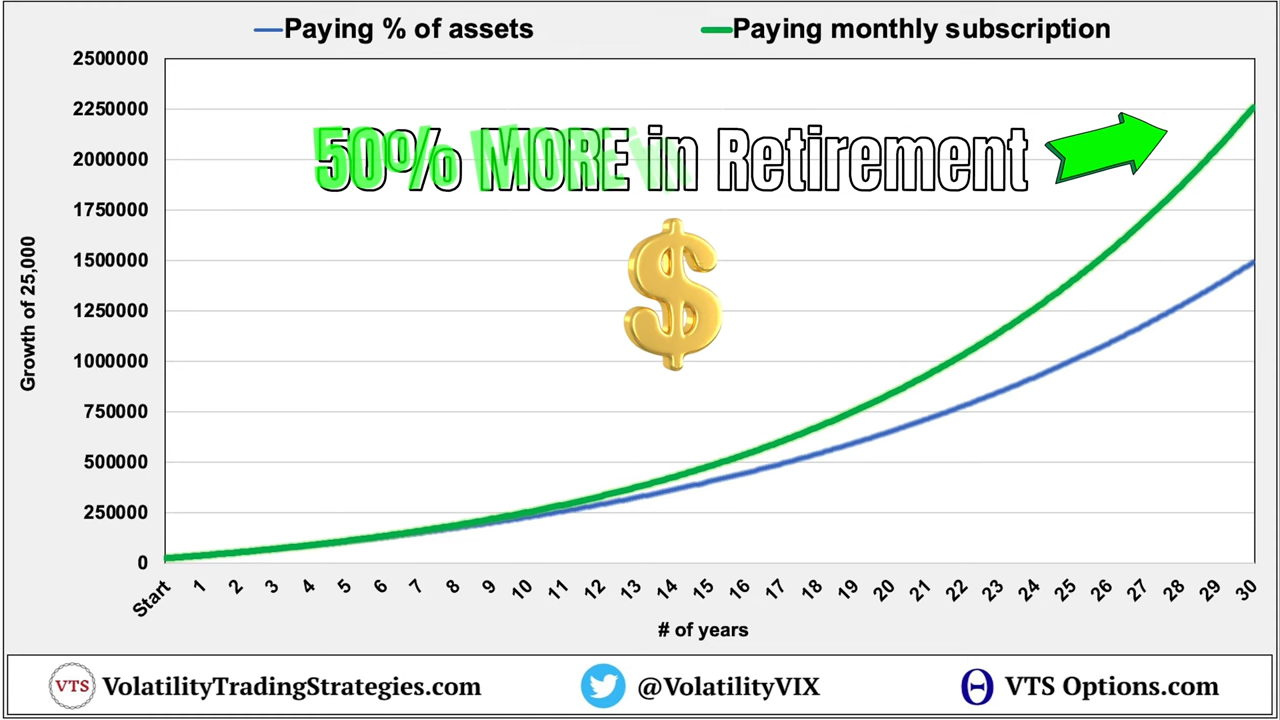 Paying % of assets
Paying monthly subscription
2500000
2250000
2000000
1750000
1500000
1250000
1000000
750000
500000
250000
0
50% MORE in Retirement
$
Growth of 25,000
Start 1 2 3 4 5 6 7 8 9 10 11 12 13 14 15 16 17 18 19 20 21 22 23 24 25 26 27 28 29 30
# of years
VTS VolatilityTradingStrategies.com
@VolatilityVIX
VTS Options.com